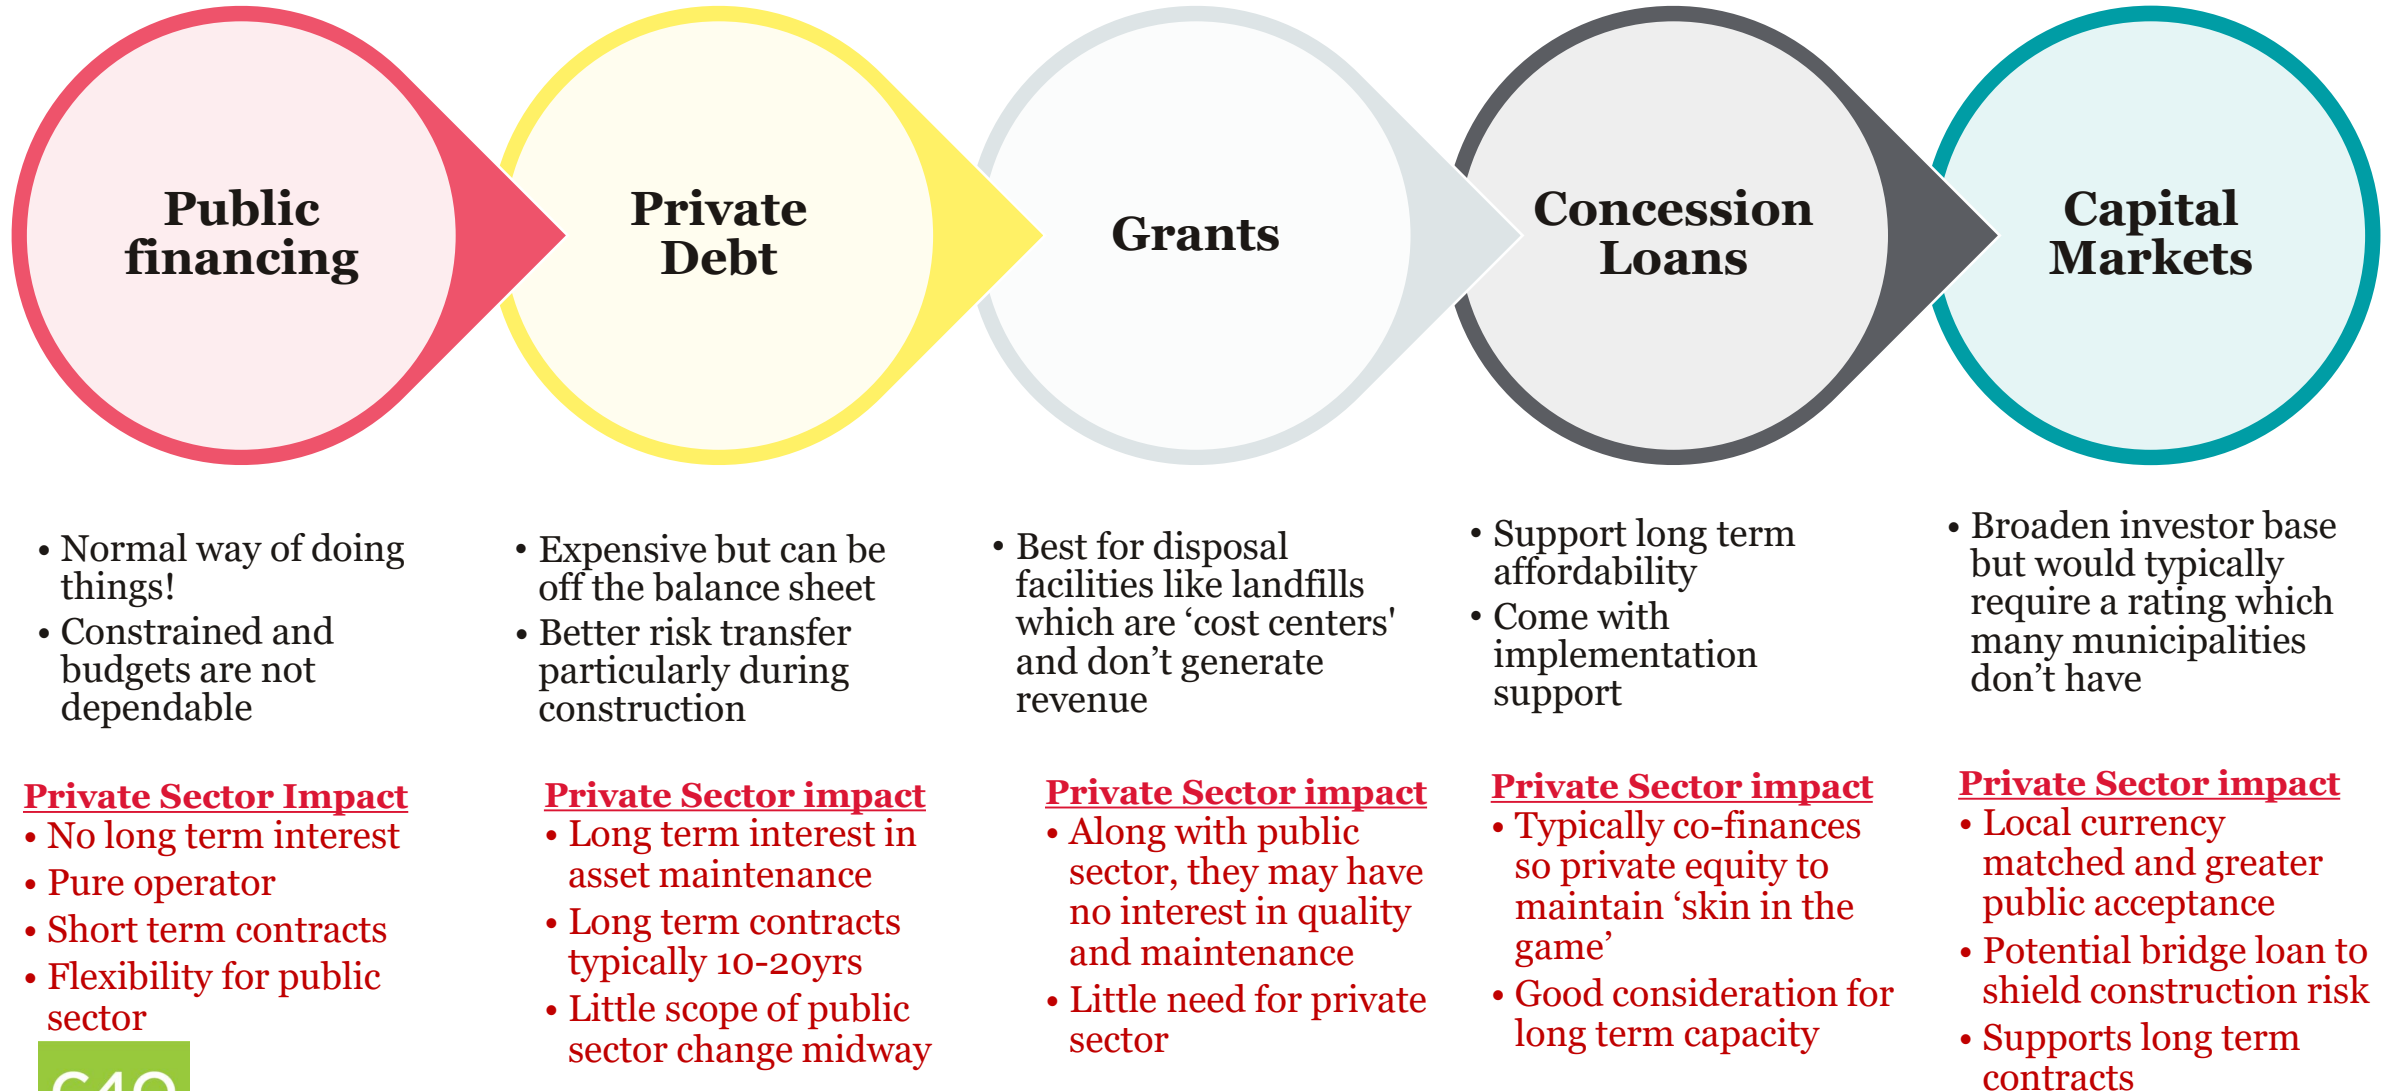 Public
financing
Private
Debt
Grants
Concession
Loans
Capital
Markets
• Normal way of doing
things!
• Constrained and
budgets are not
dependable
• Expensive but can be
off the balance sheet
• Better risk transfer
particularly during
construction
• Best for disposal
facilities like landfills
which are ‘cost centers'
and don’t generate
revenue
• Support long term
affordability
• Come with
implementation
support
• Broaden investor base
but would typically
require a rating which
many municipalities
don’t have
Private Sector Impact
• No long term interest
• Pure operator
• Short term contracts
• Flexibility for public
sector
Private Sector impact
• Long term interest in
asset maintenance
• Long term contracts
typically 10-20yrs
• Little scope of public
sector change midway
Private Sector impact
• Along with public
sector, they may have
no interest in quality
and maintenance
• Little need for private
sector
Private Sector impact
• Typically co-finances
so private equity to
maintain ‘skin in the
game’
• Good consideration for
long term capacity
Private Sector impact
• Local currency
matched and greater
public acceptance
• Potential bridge loan to
shield construction risk
• Supports long term
contracts
C40